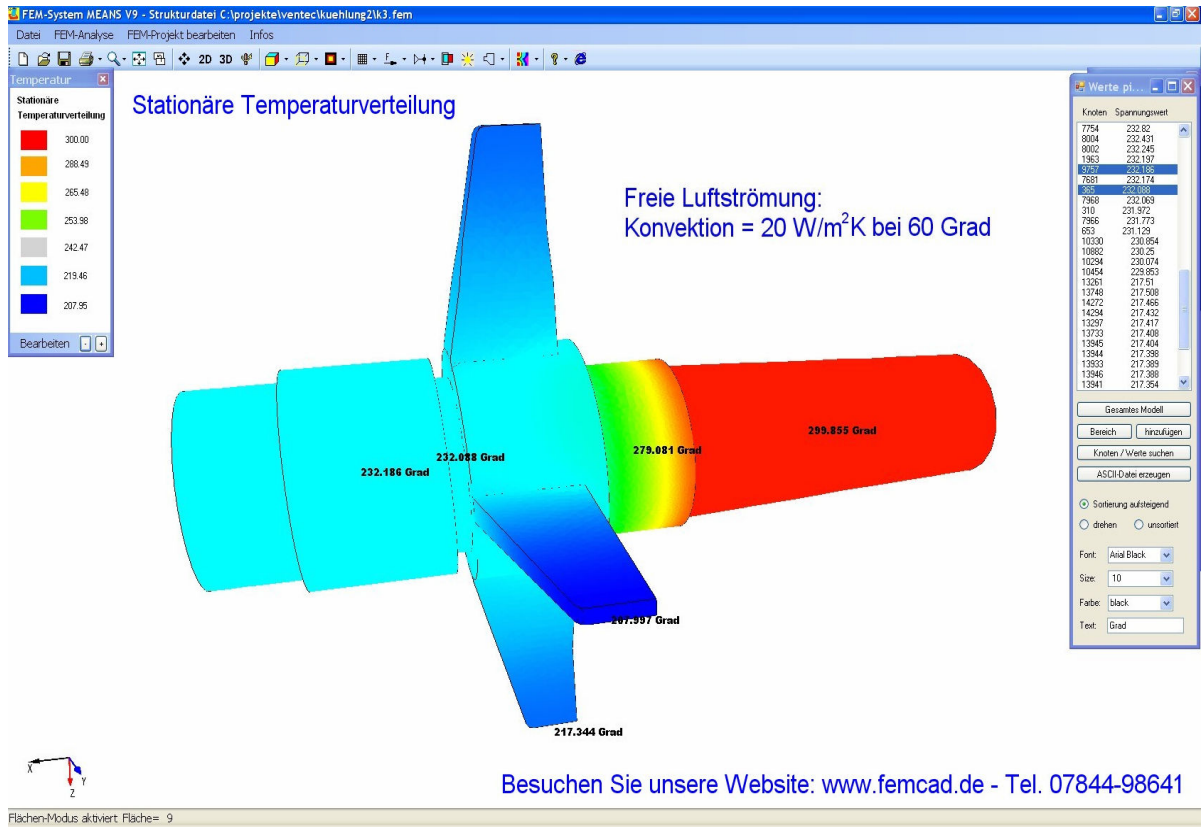 FEM-System MEANS V9 - Strukturdatei C:\projekte\ventec\kuehlung2\k3.fem
Datei FEM-Analyse FEM-Projekt bearbeiten Infos
2D 3D
Temperatur
Stationäre
Temperaturverteilung
300.00
288.49
265.48
253.98
242.47
219.46
207.95
Bearbeiten - +
Stationäre Temperaturverteilung
Freie Luftströmung:
Konvektion = 20 W/m²K bei 60 Grad
232.186 Grad
232.088 Grad
279.081 Grad
299.855 Grad
217.344 Grad
Werte pi...
Knoten Spannungswert
7754 232.82
8004 232.431
8002 232.245
1963 232.197
9757 232.186
7681 232.174
365 232.088
7968 232.069
310 231.972
7966 231.773
653 231.129
10330 230.854
10882 230.25
10294 230.074
10454 229.853
13261 217.51
13748 217.508
14272 217.466
14294 217.432
13297 217.417
13733 217.408
13945 217.404
13944 217.398
13933 217.389
13946 217.388
13941 217.354
Gesamtes Modell
Bereich hinzufügen
Knoten / Werte suchen
ASCII-Datei erzeugen
Sortierung aufsteigend
drehen unsortiert
Font: Arial Black
Size: 10
Farbe: black
Text: Grad
X Y Z
Besuchen Sie unsere Website: www.femcad.de - Tel. 07844-98641
Flächen-Modus aktiviert Fläche= 9